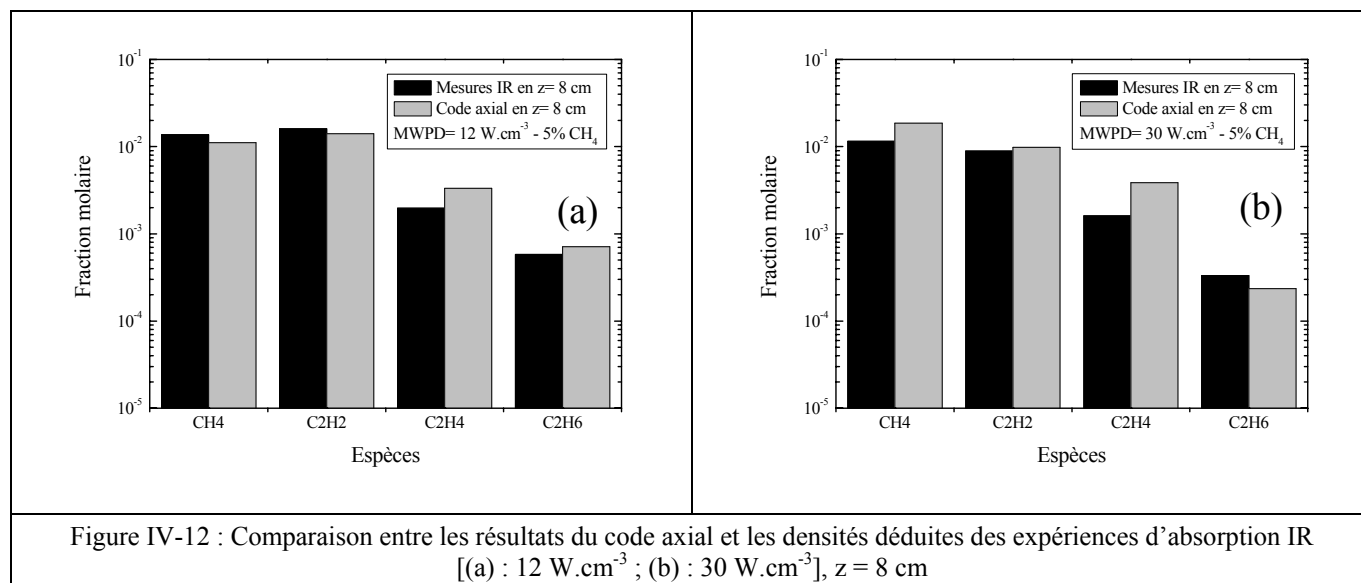 10⁻¹
10⁻²
10⁻³
10⁻⁴
10⁻⁵
Fraction molaire
Mesures IR en z= 8 cm
Code axial en z= 8 cm
MWPD= 12 W.cm⁻³ - 5% CH₄
(a)
CH4 C2H2 C2H4 C2H6
Espèces
10⁻¹
10⁻²
10⁻³
10⁻⁴
10⁻⁵
Fraction molaire
Mesures IR en z= 8 cm
Code axial en z= 8 cm
MWPD= 30 W.cm⁻³ - 5% CH₄
(b)
CH4 C2H2 C2H4 C2H6
Espèces
Figure IV-12 : Comparaison entre les résultats du code axial et les densités déduites des expériences d’absorption IR
[(a) : 12 W.cm⁻³ ; (b) : 30 W.cm⁻³], z = 8 cm